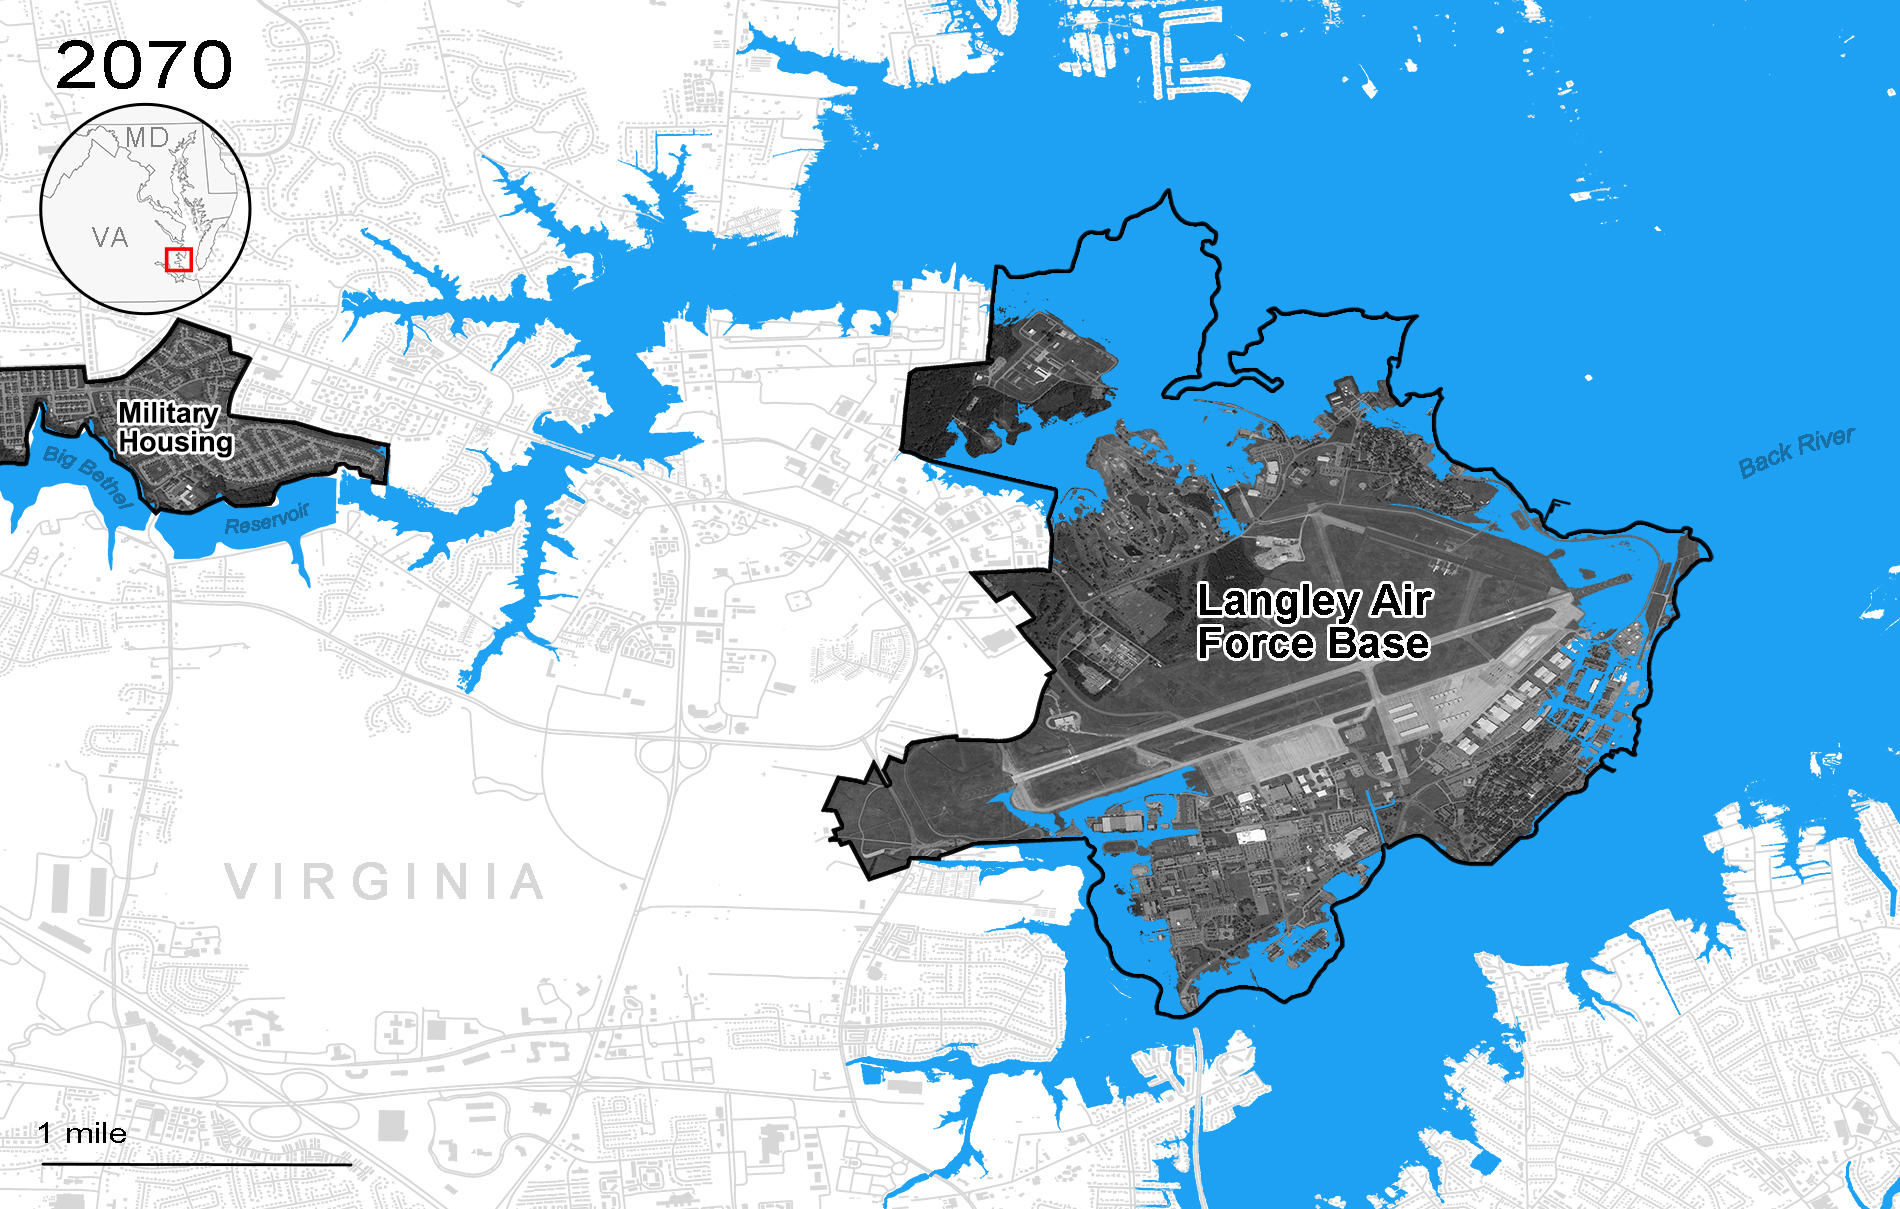 2070
MD
VA
Military
Housing
Big Bethel
Reservoir
Back River
Langley Air
Force Base
VIRGINIA
1 mile